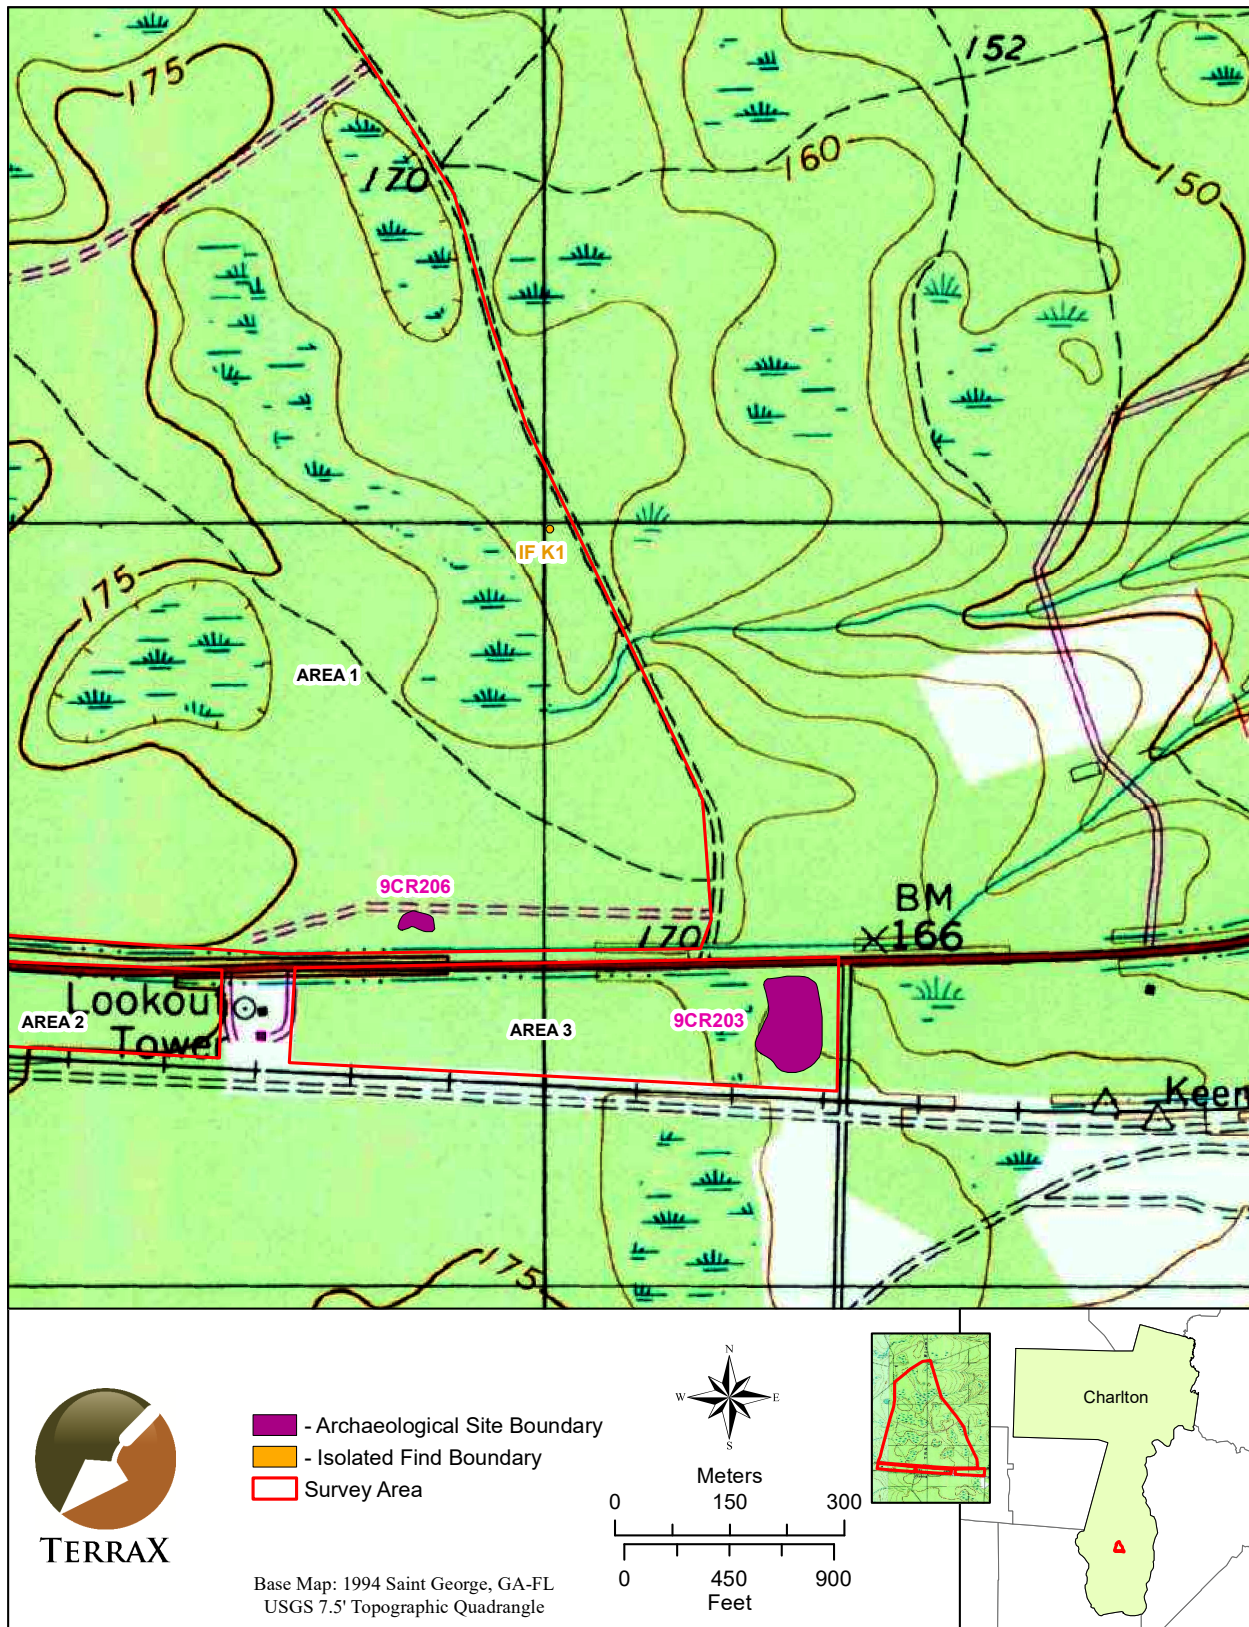 152
175
170
160
150
IF K1
175
AREA 1
9CR206
BM
170
166
Lookout
Tower
AREA 2
AREA 3
9CR203
Keen
175
- Archaeological Site Boundary
- Isolated Find Boundary
Survey Area
TERRAX
Base Map: 1994 Saint George, GA-FL
USGS 7.5' Topographic Quadrangle
N
W E
S
Meters
0 150 300
0 450 900
Feet
Charlton